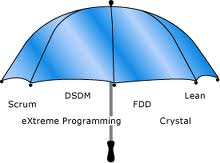 DSDM
FDD
Lean
Scrum
eXtreme Programming
Crystal